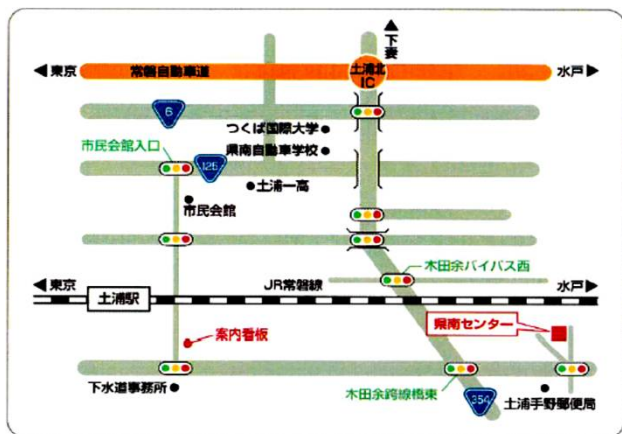 下妻
東京
常磐自動車道
土浦北
IC
水戸
6
つくば国際大学
市民会館入口
県南自動車学校
125
土浦一高
市民会館
木田余バイパス西
東京
JR常磐線
水戸
土浦駅
県南センター
案内看板
下水道事務所
木田余跨線橋東
354
土浦手野郵便局